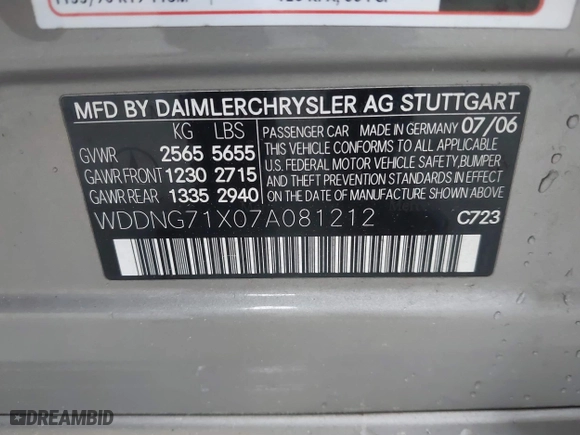 MFD BY DAIMLERCHRYSLER AG STUTTGART
KG LBS
GVWR 2565 5655
GAWR FRONT 1230 2715
GAWR REAR 1335 2940
PASSENGER CAR MADE IN GERMANY 07/06
THIS VEHICLE CONFORMS TO ALL APPLICABLE
U.S. FEDERAL MOTOR VEHICLE SAFETY, BUMPER
AND THEFT PREVENTION STANDARDS IN EFFECT
ON THE DATE OF MANUFACTURE SHOWN ABOVE.
WDDNG71X07A081212
C723
DREAMBID